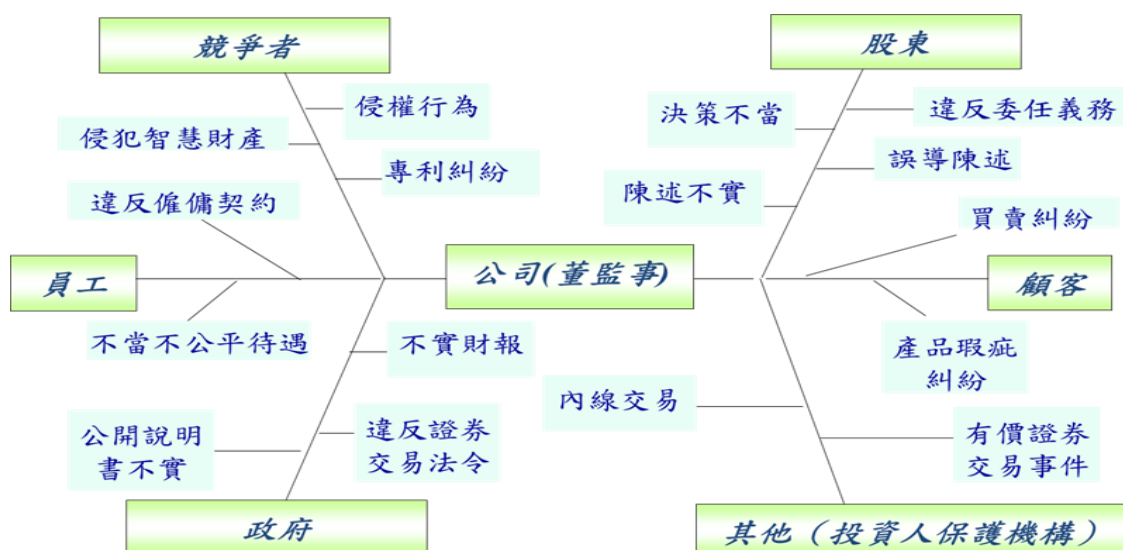 競爭者
股東
侵權行為
決策不當
違反委任義務
侵犯智慧財產
專利糾紛
誤導陳述
違反僱傭契約
陳述不實
買賣糾紛
員工
公司(董監事)
顧客
不當不公平待遇
不實財報
產品瑕疵
糾紛
內線交易
公開說明
書不實
違反證券
交易法令
有價證券
交易事件
政府
其他（投資人保護機構）